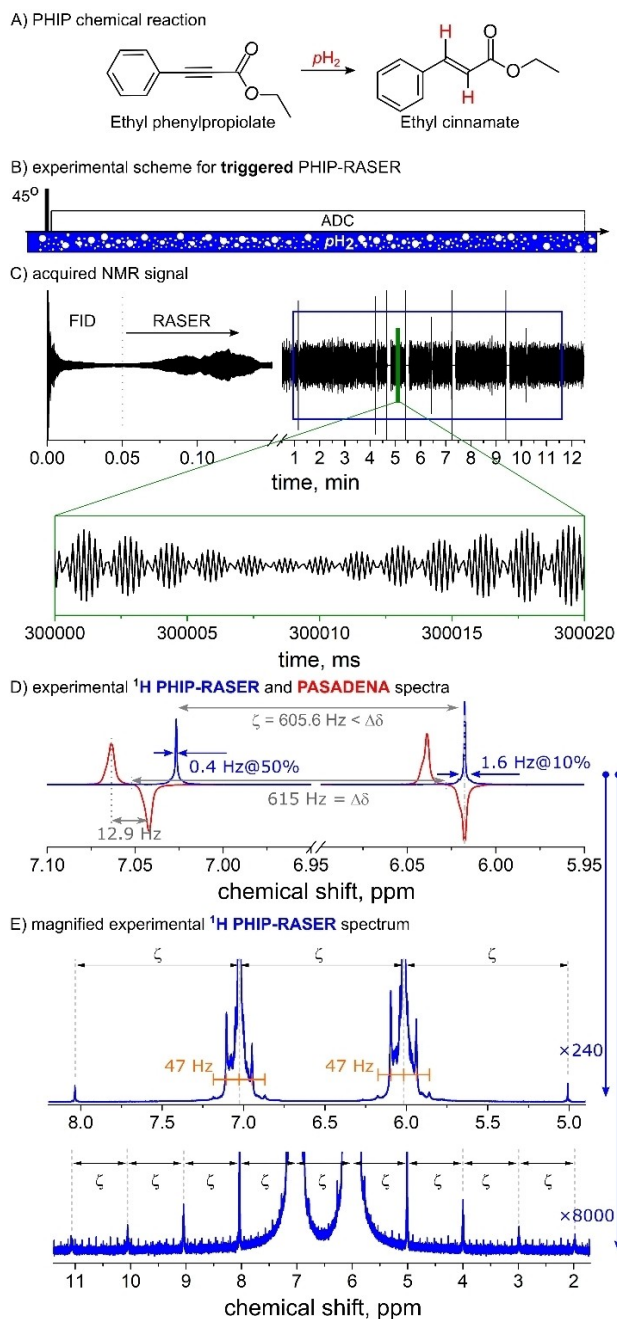 A) PHIP chemical reaction
H
O
O
pH2
O
O
H
Ethyl phenylpropiolate
Ethyl cinnamate
B) experimental scheme for triggered PHIP-RASER
45°
ADC
pH2
C) acquired NMR signal
FID
RASER
0.00 0.05 0.10 1 2 3 4 5 6 7 8 9 10 11 12
time, min
time, min
300000 300005 300010 300015 300020
time, ms
D) experimental ¹H PHIP-RASER and PASADENA spectra
ζ = 605.6 Hz < Δδ
0.4 Hz@50%
1.6 Hz@10%
615 Hz = Δδ
12.9 Hz
7.10 7.05 7.00 6.95 6.05 6.00 5.95
chemical shift, ppm
chemical shift, ppm
E) magnified experimental ¹H PHIP-RASER spectrum
ζ ζ ζ
×240
47 Hz 47 Hz
8.0 7.5 6.5 6.0 5.5 5.0
ζ ζ ζ ζ ζ ζ ζ ζ ζ
×8000
11 10 9 8 7 6 5 4 3 2
chemical shift, ppm